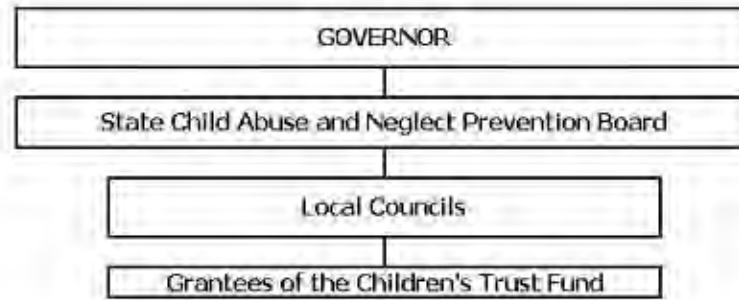 GOVERNOR
State Child Abuse and Neglect Prevention Board
Local Councils
Grantees of the Children's Trust Fund